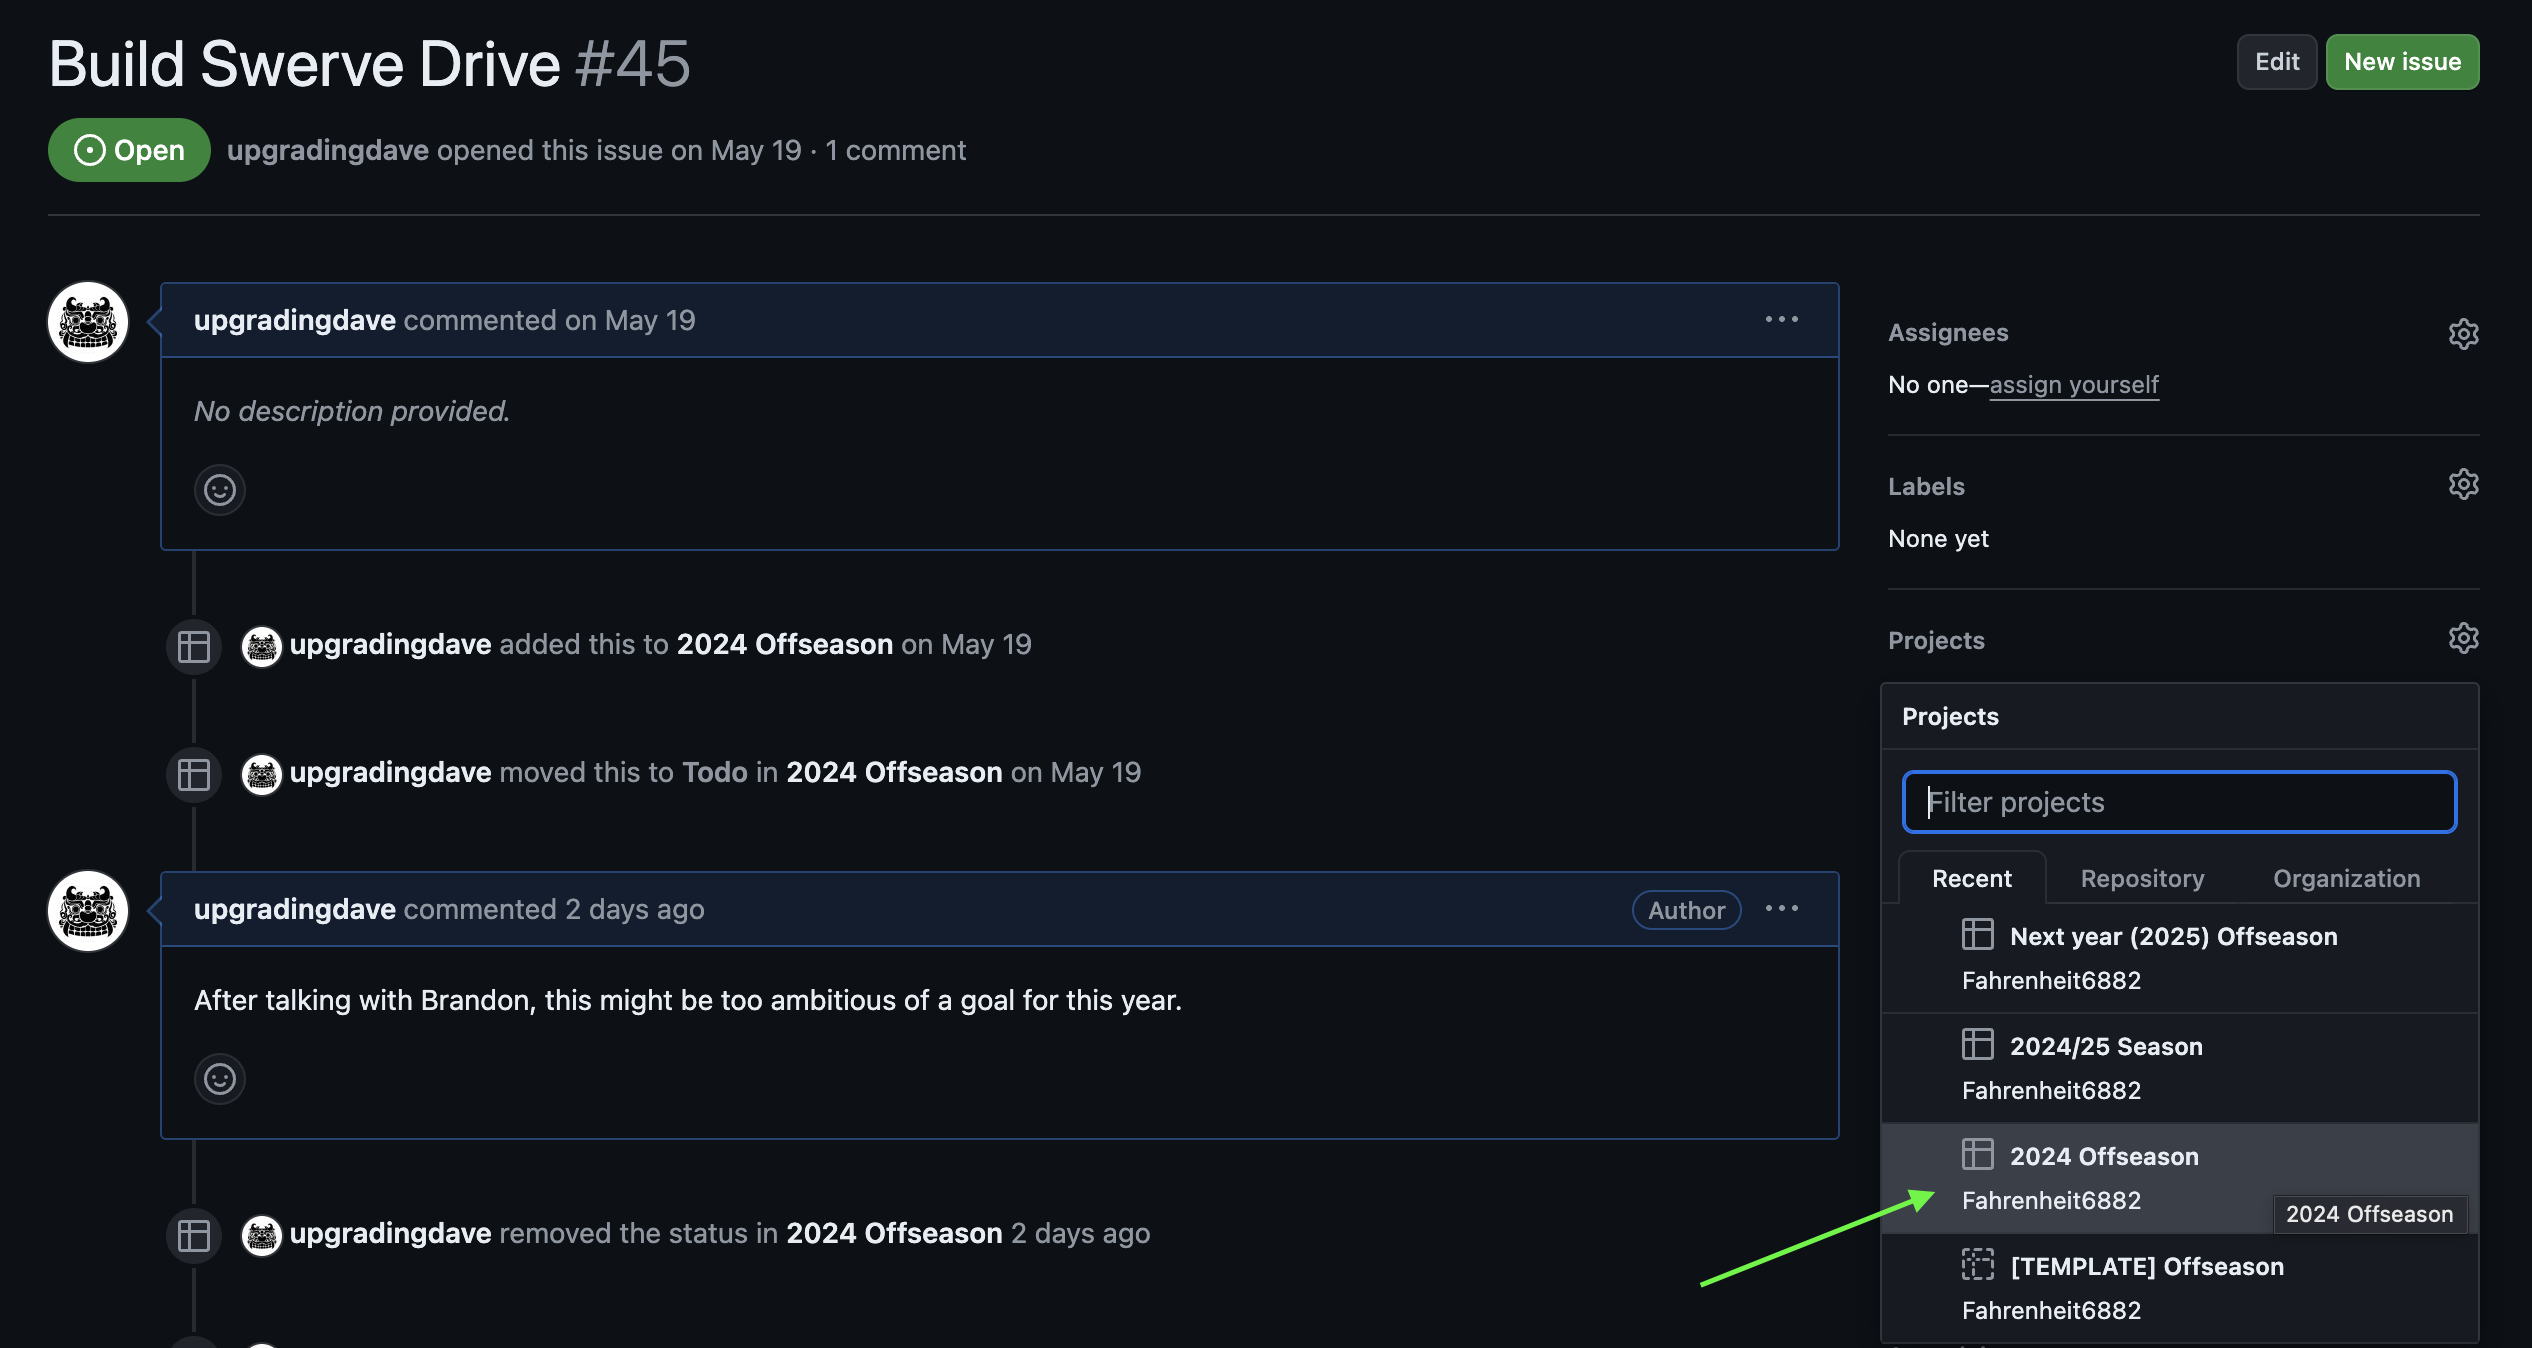 Build Swerve Drive #45
Edit
New issue
Open
upgradingdave opened this issue on May 19 · 1 comment
upgradingdave commented on May 19
No description provided.
upgradingdave added this to 2024 Offseason on May 19
upgradingdave moved this to Todo in 2024 Offseason on May 19
upgradingdave commented 2 days ago
Author
After talking with Brandon, this might be too ambitious of a goal for this year.
upgradingdave removed the status in 2024 Offseason 2 days ago
Assignees
No one—assign yourself
Labels
None yet
Projects
Projects
Filter projects
Recent
Repository
Organization
Next year (2025) Offseason
Fahrenheit6882
2024/25 Season
Fahrenheit6882
2024 Offseason
Fahrenheit6882
2024 Offseason
[TEMPLATE] Offseason
Fahrenheit6882